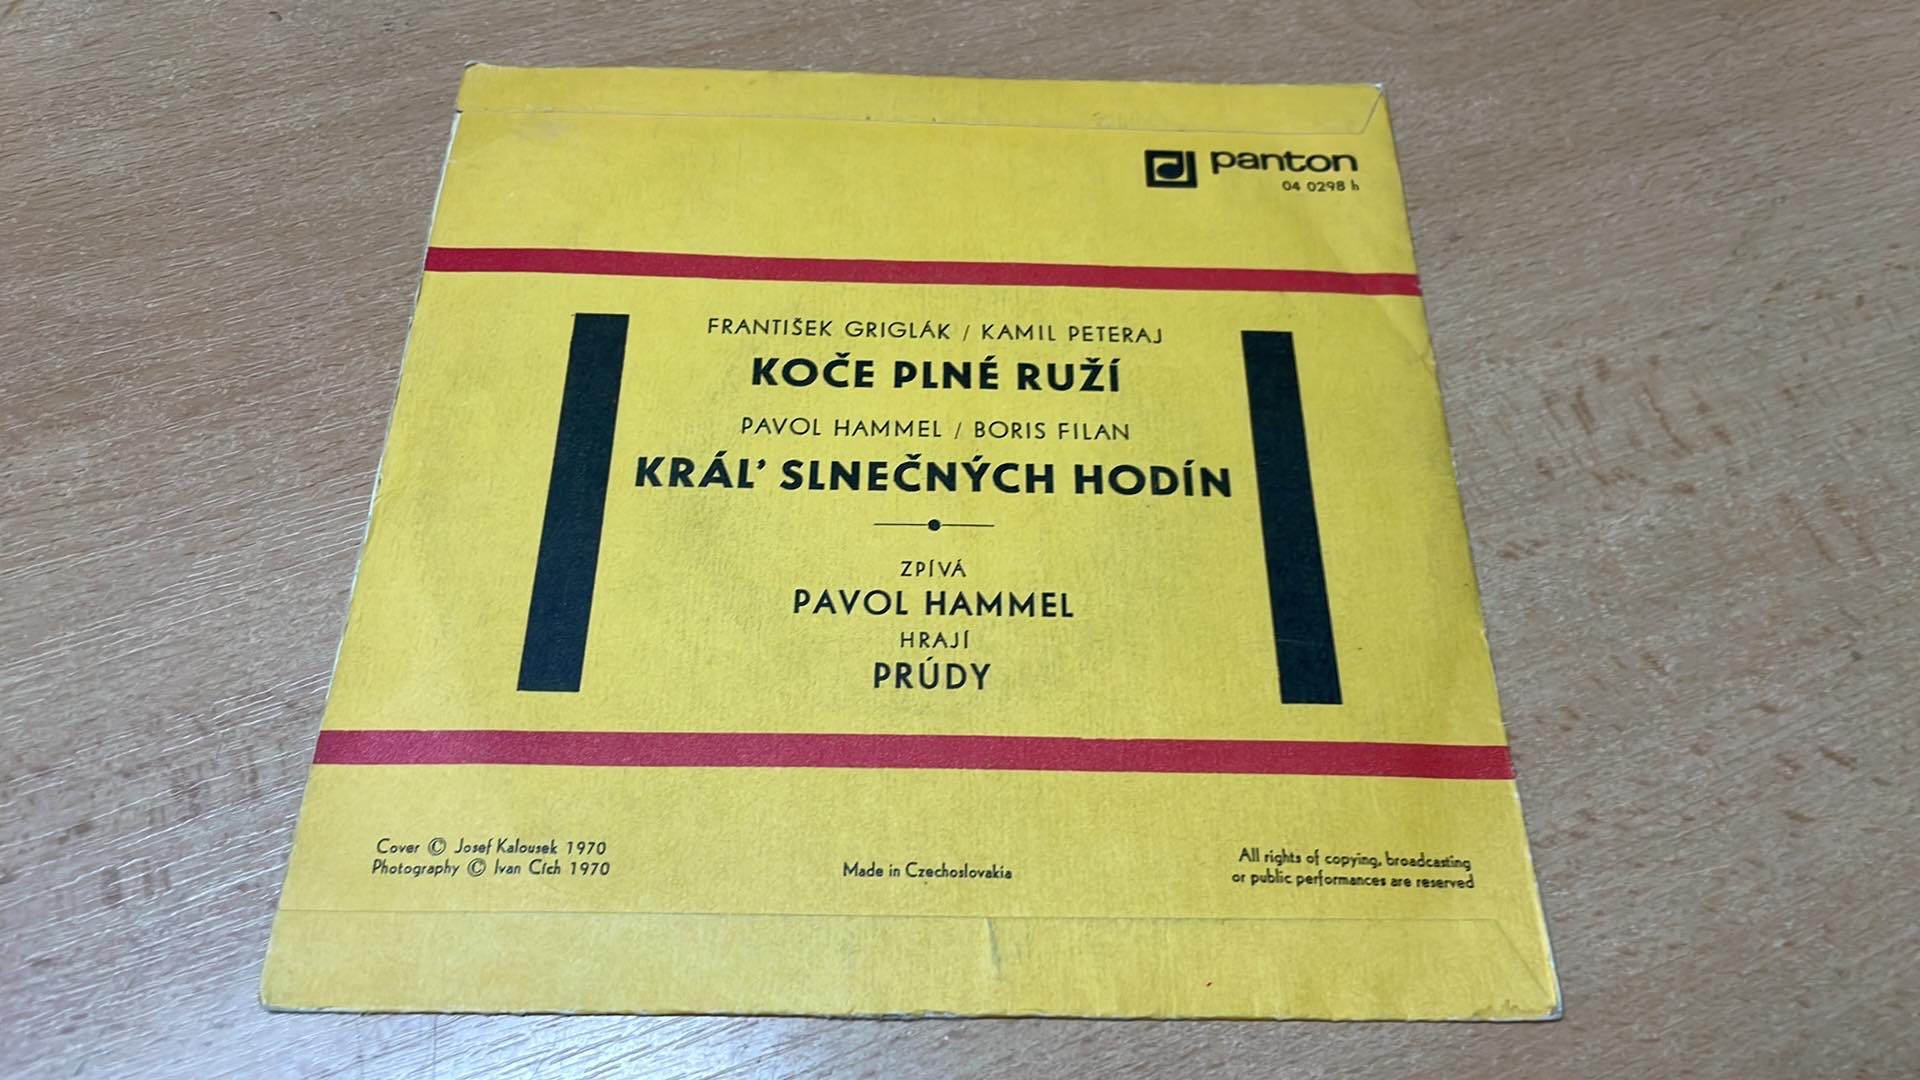 panton
04 0298 h
FRANTIŠEK GRIGLÁK / KAMIL PETERAJ
KOČE PLNÉ RUŽÍ
PAVOL HAMMEL / BORIS FILAN
KRÁĽ SLNEČNÝCH HODÍN
ZPÍVÁ
PAVOL HAMMEL
HRAJÍ
PRÚDY
Cover © Josef Kalousek 1970
Photography © Ivan Cích 1970
Made in Czechoslovakia
All rights of copying, broadcasting
or public performances are reserved